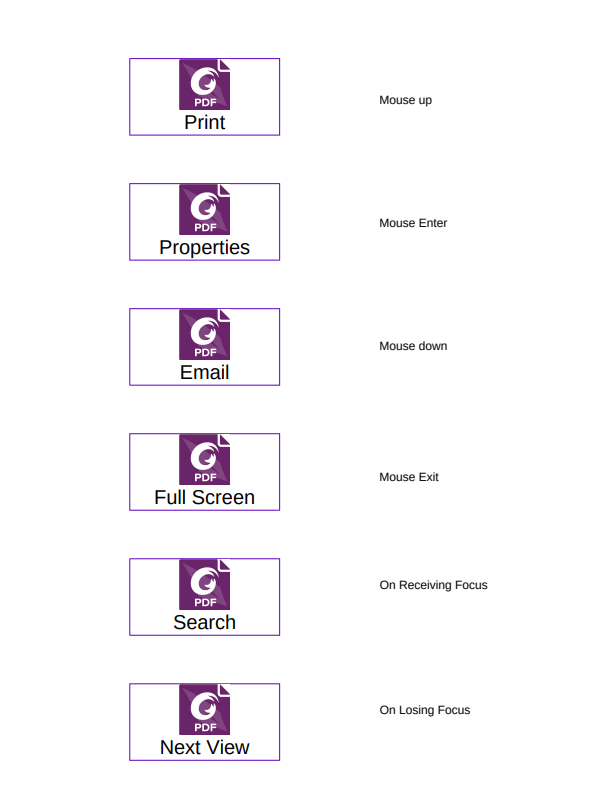 PDF
Print
Mouse up
PDF
Properties
Mouse Enter
PDF
Email
Mouse down
PDF
Full Screen
Mouse Exit
PDF
Search
On Receiving Focus
PDF
Next View
On Losing Focus